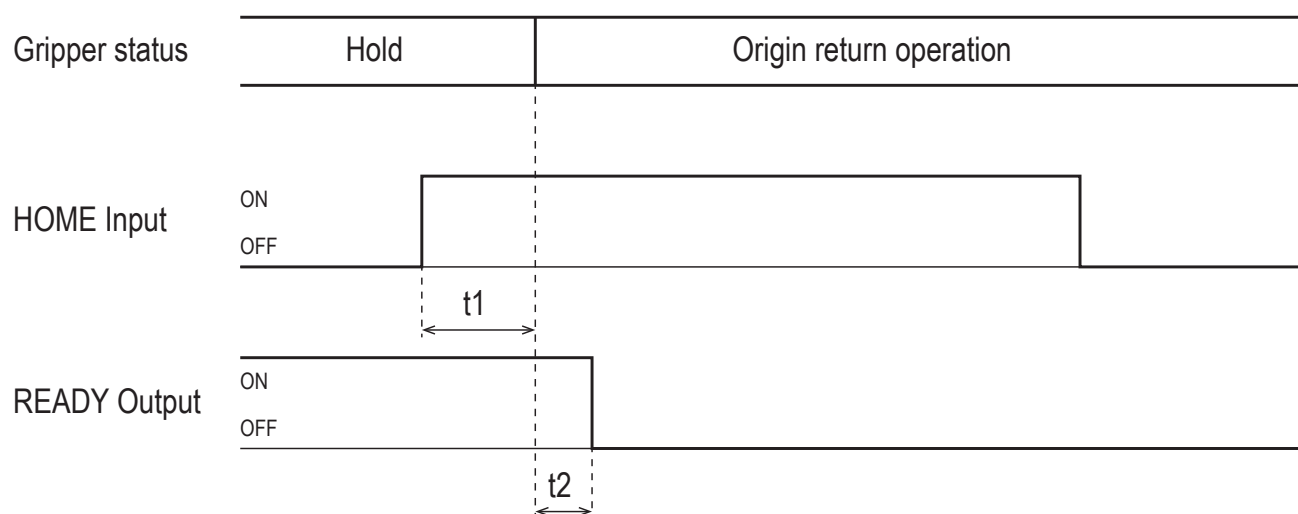 Gripper status Hold Origin return operation
ON
HOME Input
OFF
t1
ON
READY Output
OFF
t2